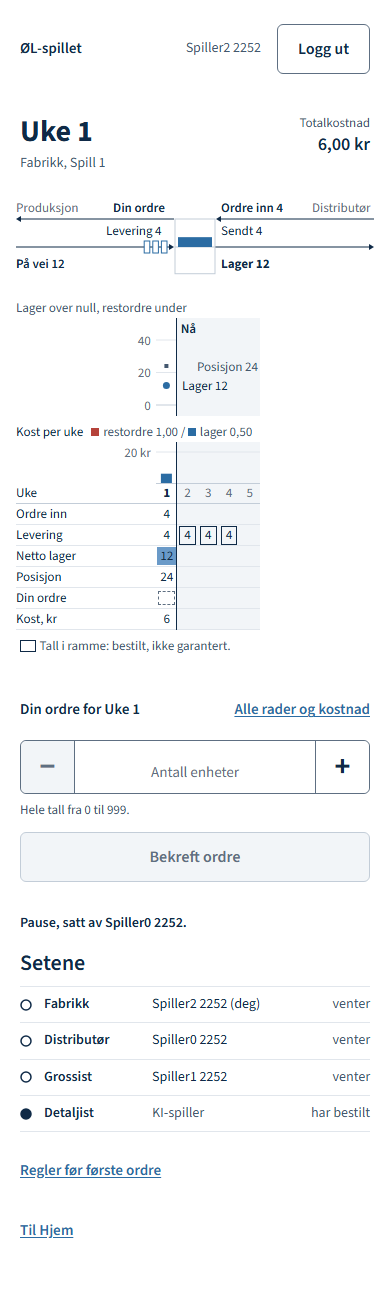 ØL-spillet Spiller2 2252 Logg ut
Uke 1 Totalkostnad
Fabrikk, Spill 1 6,00 kr
Produksjon Din ordre Ordre inn 4 Distributør
Levering 4 Sendt 4
På vei 12 Lager 12
Lager over null, restordre under
Nå
40
Posisjon 24
20
Lager 12
0
Kost per uke restordre 1,00 / lager 0,50
20 kr
Uke 1 2 3 4 5
Ordre inn 4
Levering 4 4 4 4
Netto lager 12
Posisjon 24
Din ordre
Kost, kr 6
Tall i ramme: bestilt, ikke garantert.
Din ordre for Uke 1 Alle rader og kostnad
− Antall enheter +
Hele tall fra 0 til 999.
Bekreft ordre
Pause, satt av Spiller0 2252.
Setene
Fabrikk Spiller2 2252 (deg) venter
Distributør Spiller0 2252 venter
Grossist Spiller1 2252 venter
Detaljist KI-spiller har bestilt
Regler før første ordre
Til Hjem